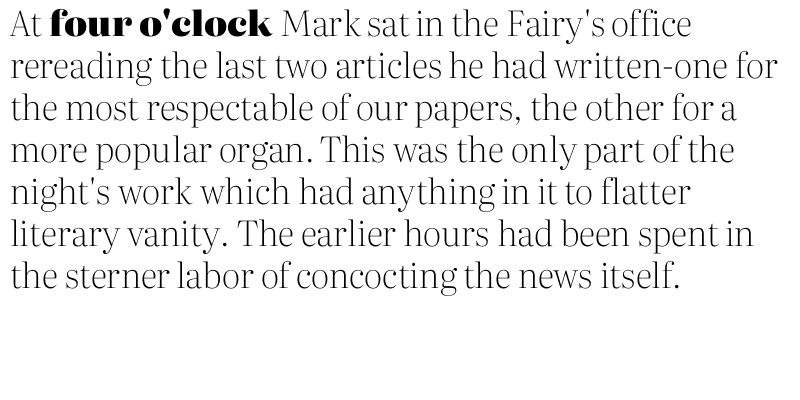 At four o'clock Mark sat in the Fairy's office
rereading the last two articles he had written-one for
the most respectable of our papers, the other for a
more popular organ. This was the only part of the
night's work which had anything in it to flatter
literary vanity. The earlier hours had been spent in
the sterner labor of concocting the news itself.